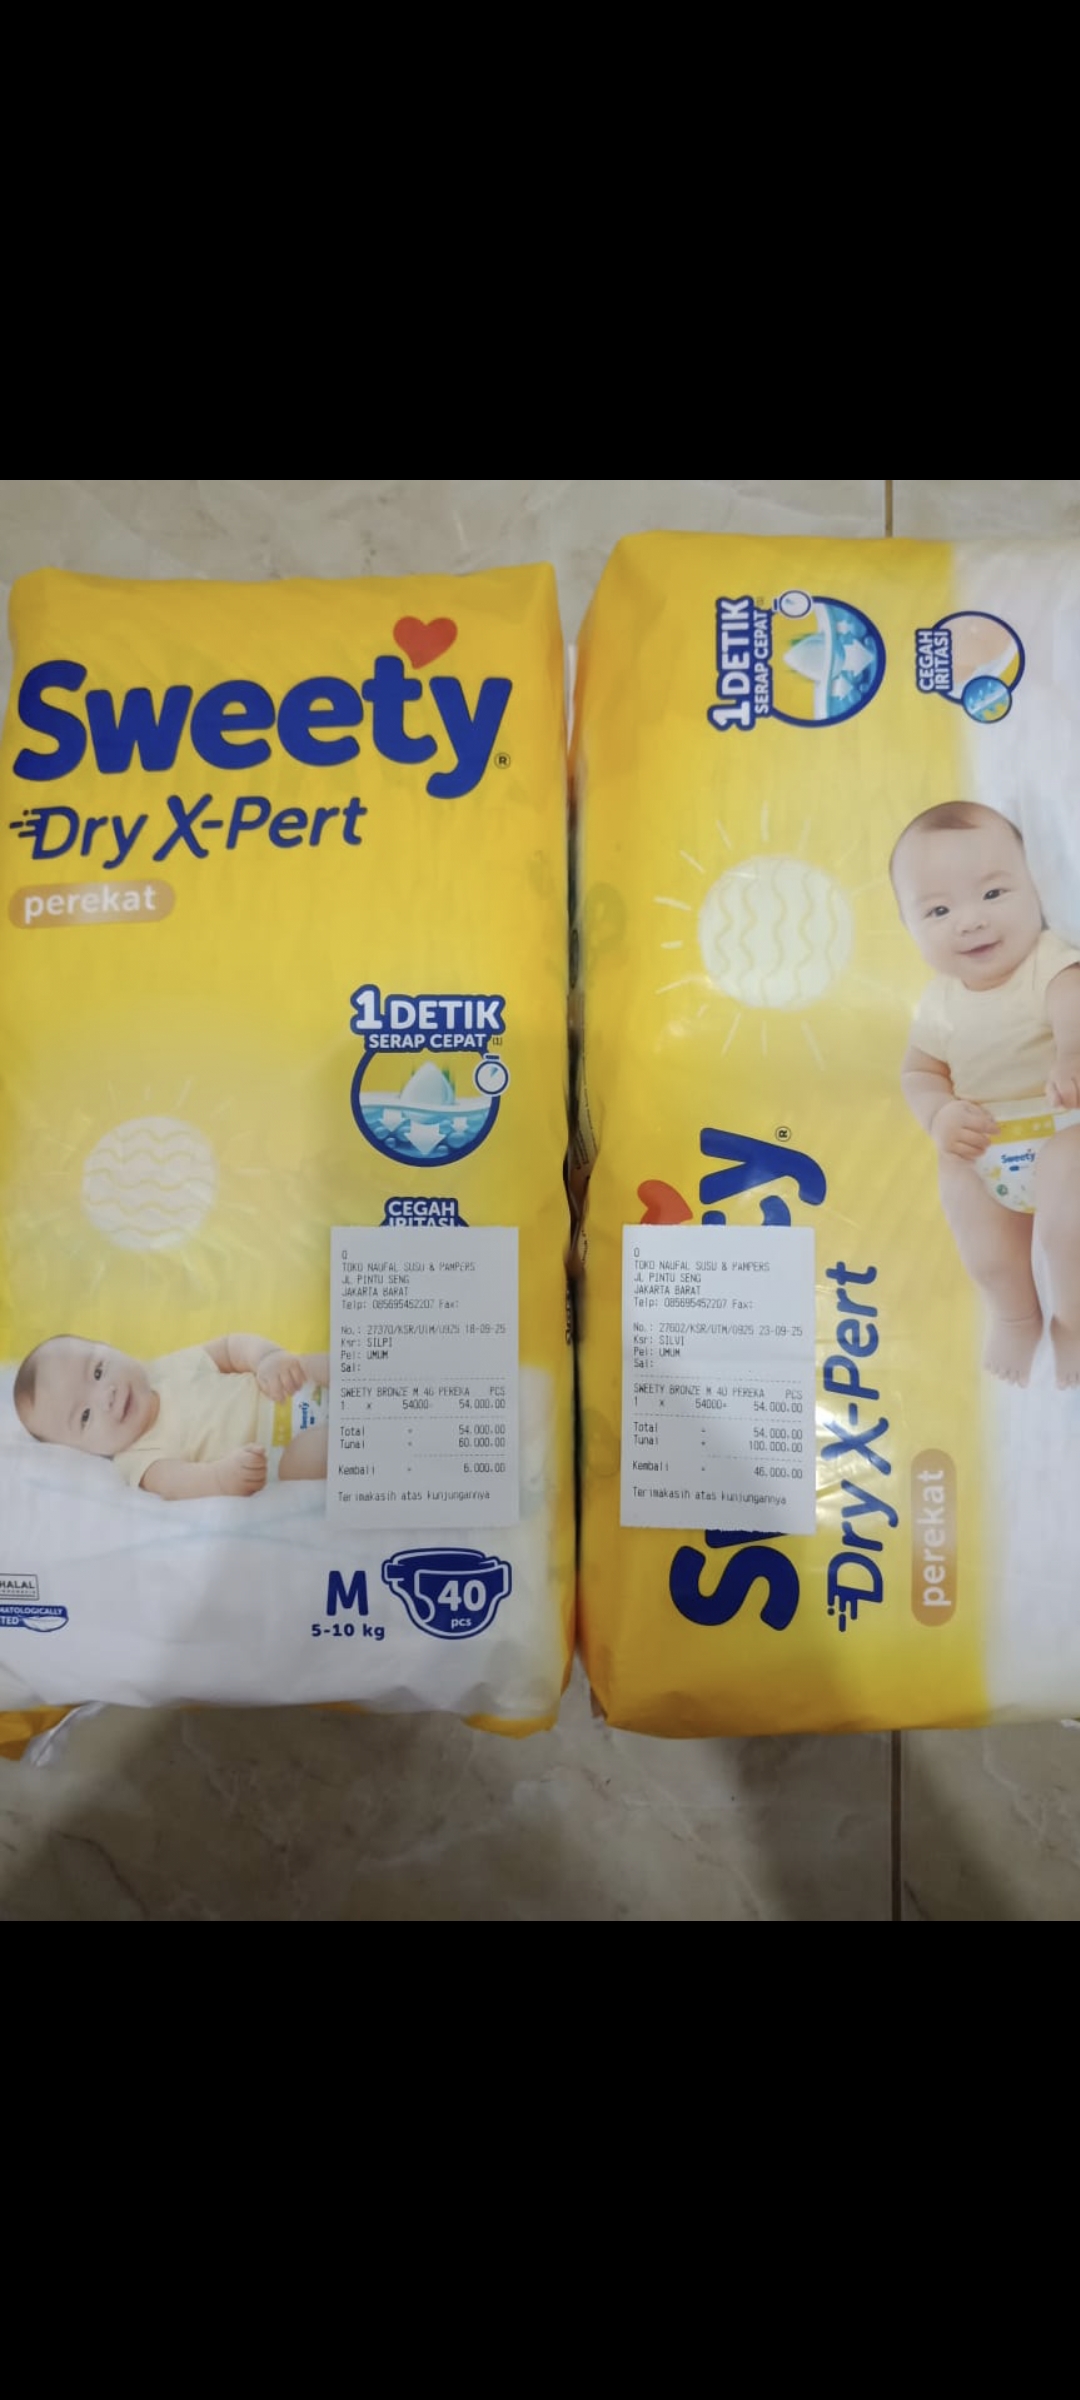 Sweety®
Dry X-Pert
perekat
1 DETIK
SERAP CEPAT (1)
CEGAH
IRITASI
0
TOKO NAUFAL SUSU & PAMPERS
JL PINTU SENG
JAKARTA BARAT
Telp: 085695452207 Fax:
No.: 27370/KSR/UTM/0925 18-09-25
Ksr: SILPI
Pel: UMUM
Sal:
SWEETY BRONZE M 40 PEREKA PCS
1 x 54000= 54.000.00
Total = 54.000.00
Tunai = 60.000.00
Kembali = 6.000.00
Terimakasih atas kunjungannya
HALAL
M
5-10 kg
40
pcs
Sweety
1 DETIK
SERAP CEPAT
CEGAH
IRITASI
Sweety
®
Dry X-Pert
perekat
0
TOKO NAUFAL SUSU & PAMPERS
JL PINTU SENG
JAKARTA BARAT
Telp: 085695452207 Fax:
No.: 27602/KSR/UTM/0925 23-09-25
Ksr: SILVI
Pel: UMUM
Sal:
SWEETY BRONZE M 40 PEREKA PCS
1 x 54000= 54.000.00
Total = 54.000.00
Tunai = 100.000.00
Kembali = 46.000.00
Terimakasih atas kunjungannya